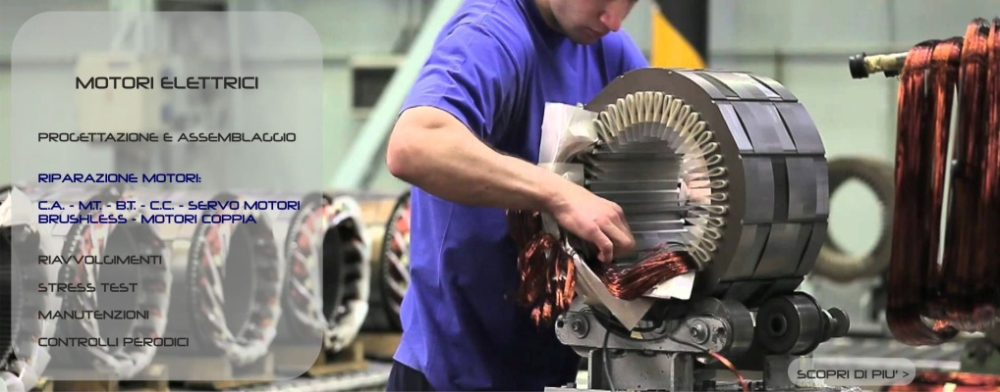 MOTORI ELETTRICI
PROGETTAZIONE E ASSEMBLAGGIO
RIPARAZIONE MOTORI:
C.A. - M.T. - B.T. - C.C. - SERVO MOTORI
BRUSHLESS - MOTORI COPPIA
RIAVVOLGIMENTI
STRESS TEST
MANUTENZIONI
CONTROLLI PERODICI
SCOPRI DI PIU' >